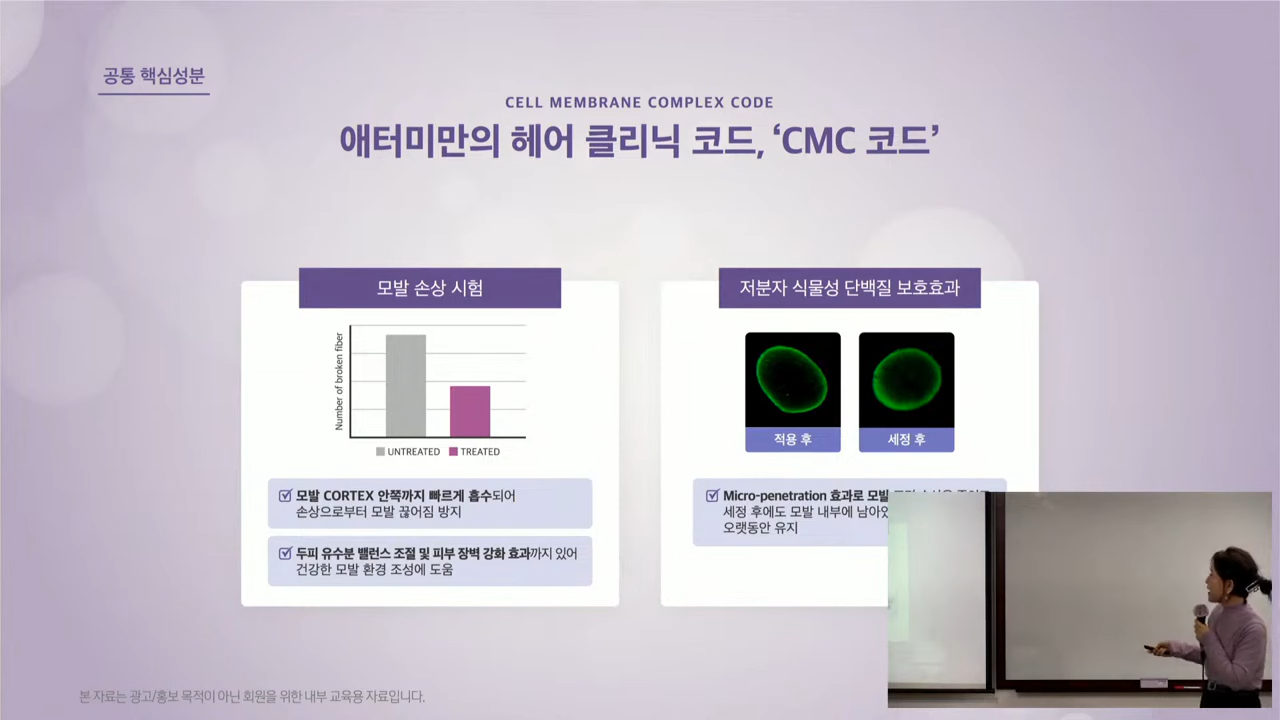 공통 핵심성분
CELL MEMBRANE COMPLEX CODE
애터미만의 헤어 클리닉 코드, ‘CMC 코드’
모발 손상 시험
Number of broken fiber
UNTREATED TREATED
모발 CORTEX 안쪽까지 빠르게 흡수되어
손상으로부터 모발 끊어짐 방지
두피 유수분 밸런스 조절 및 피부 장벽 강화 효과까지 있어
건강한 모발 환경 조성에 도움
저분자 식물성 단백질 보호효과
적용 후 세정 후
Micro-penetration 효과로 모발
세정 후에도 모발 내부에 남아있
오랫동안 유지
본 자료는 광고/홍보 목적이 아닌 회원을 위한 내부 교육용 자료입니다.